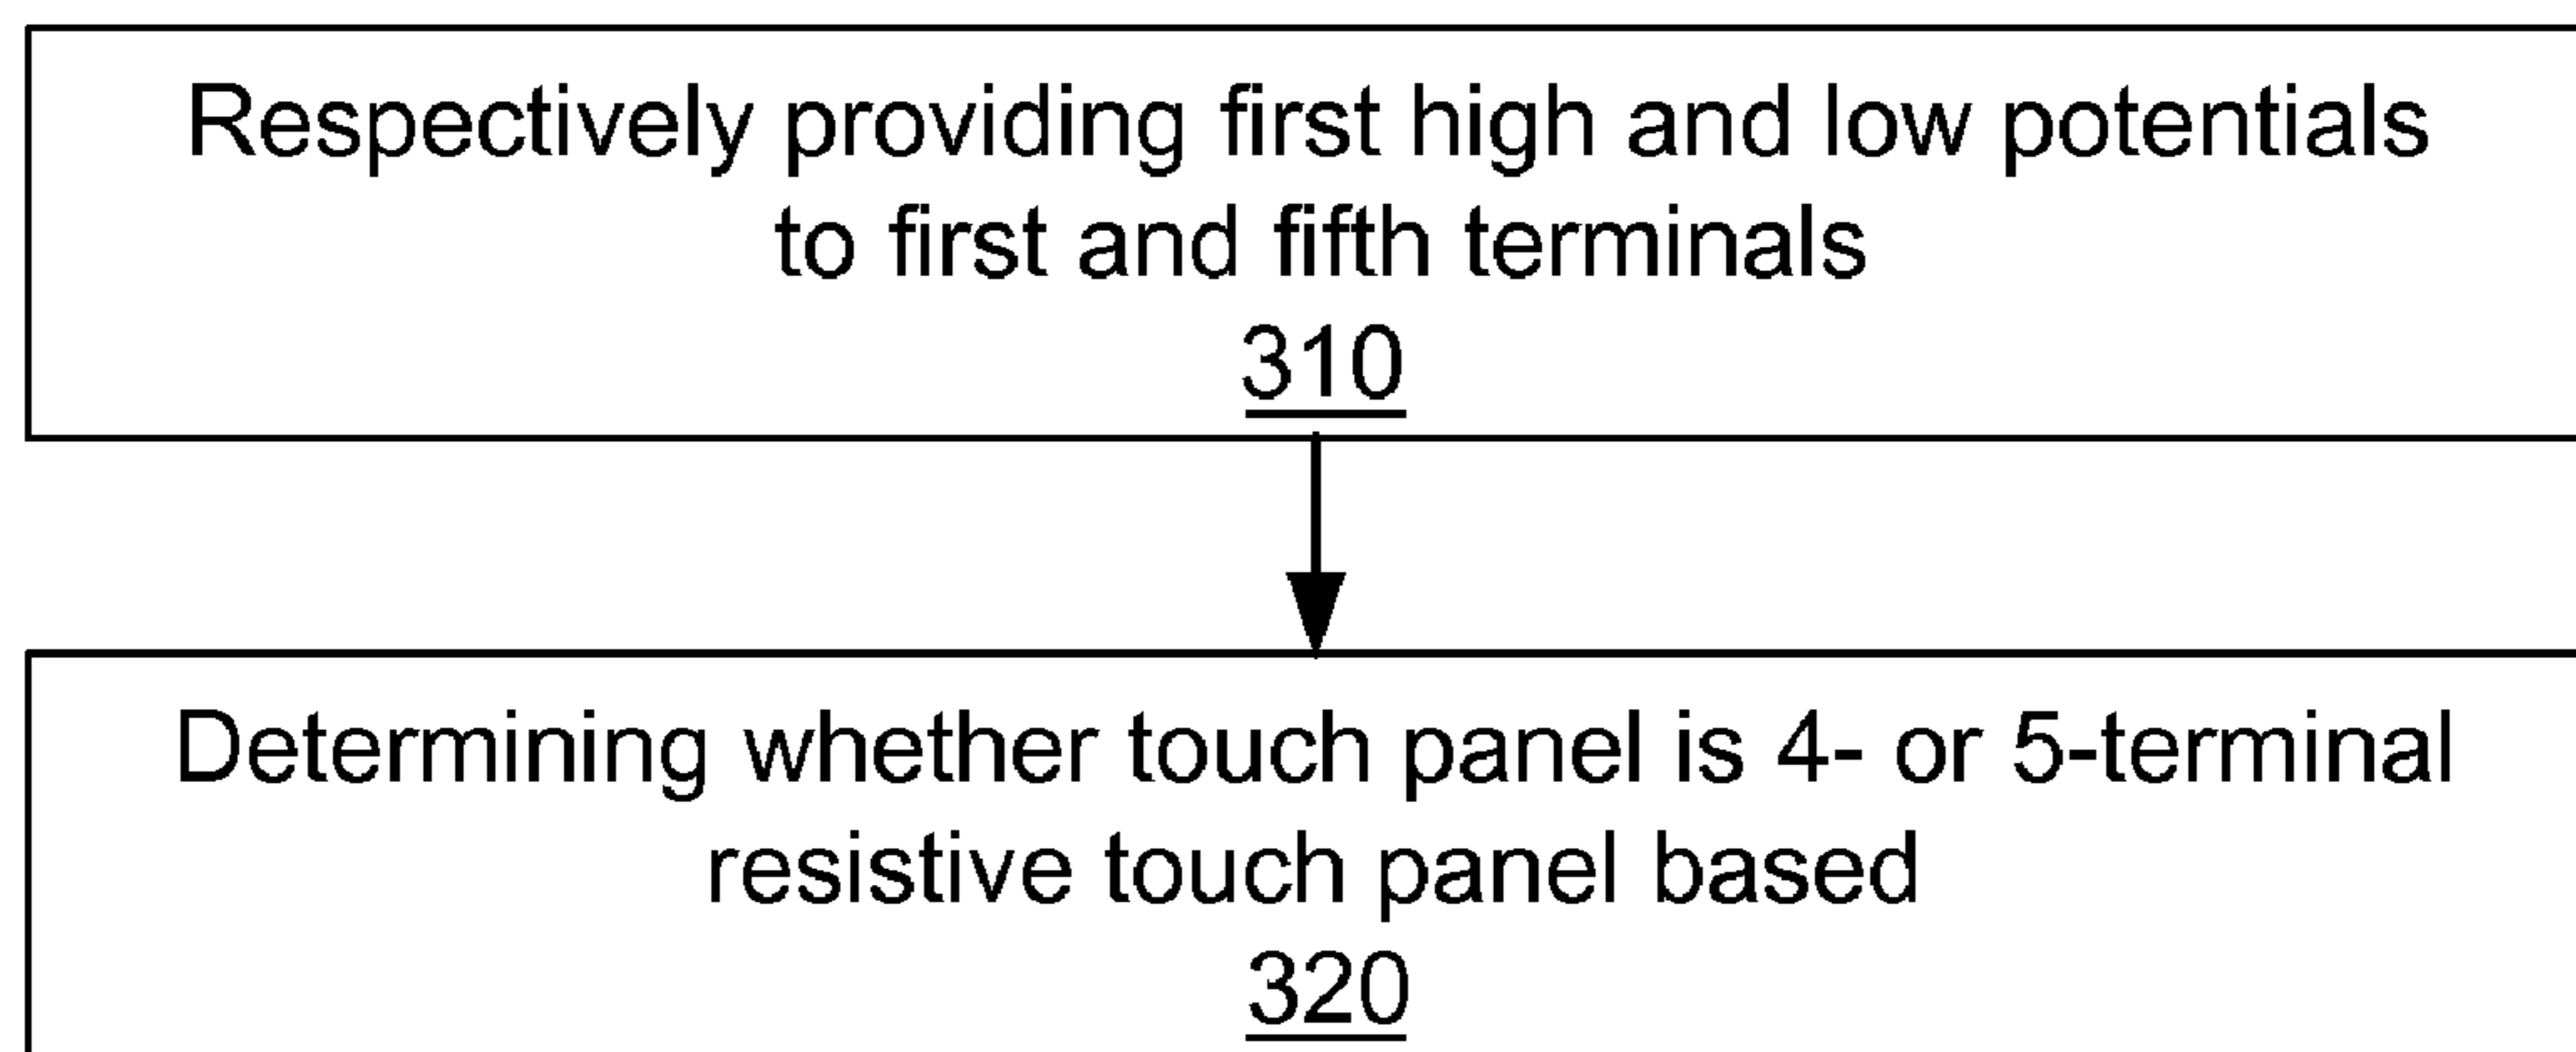 Respectively providing first high and low potentials
to first and fifth terminals
310
Determining whether touch panel is 4- or 5-terminal
resistive touch panel based
320